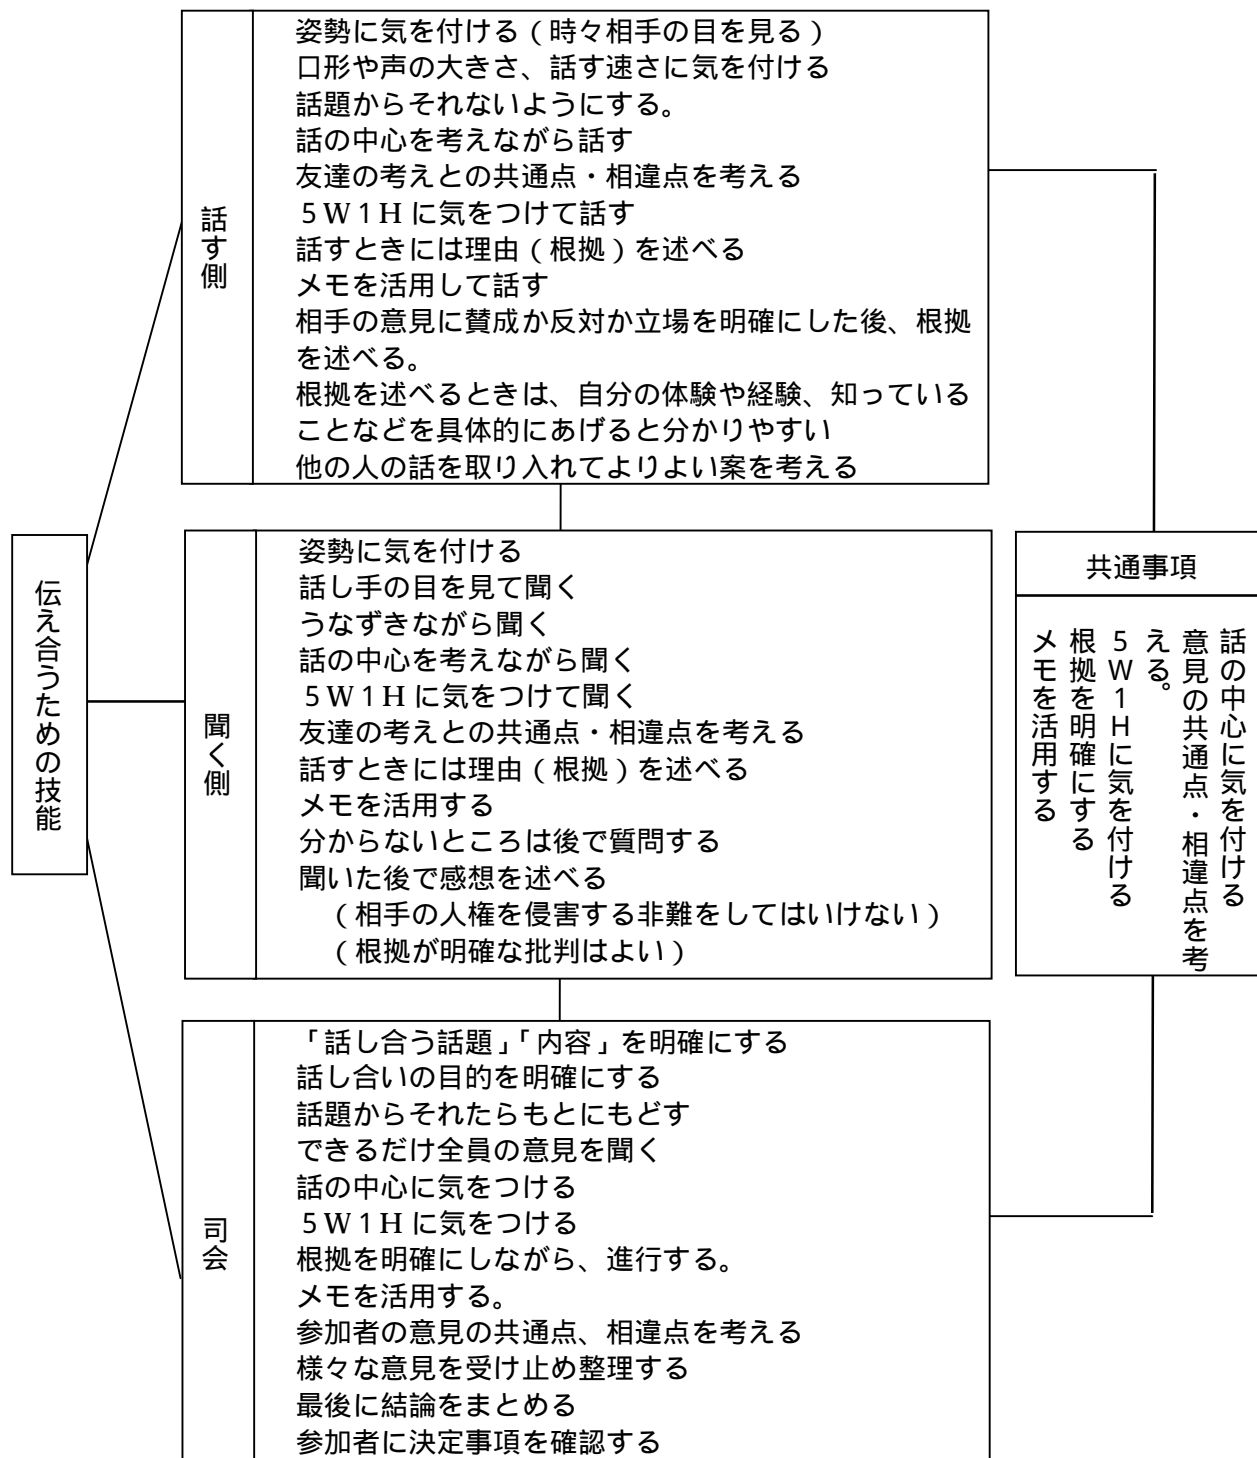 伝え合うための技能
話す側
姿勢に気を付ける(時々相手の目を見る)
口形や声の大きさ、話す速さに気を付ける
話題からそれないようにする。
話の中心を考えながら話す
友達の考えとの共通点・相違点を考える
5W1Hに気をつけて話す
話すときには理由(根拠)を述べる
メモを活用して話す
相手の意見に賛成か反対か立場を明確にした後、根拠
を述べる。
根拠を述べるときは、自分の体験や経験、知っている
ことなどを具体的にあげると分かりやすい
他の人の話を取り入れてよりよい案を考える
聞く側
姿勢に気を付ける
話し手の目を見て聞く
うなずきながら聞く
話の中心を考えながら聞く
5W1Hに気をつけて聞く
友達の考えとの共通点・相違点を考える
話すときには理由(根拠)を述べる
メモを活用する
分からないところは後で質問する
聞いた後で感想を述べる
(相手の人権を侵害する非難をしてはいけない)
(根拠が明確な批判はよい)
司会
「話し合う話題」「内容」を明確にする
話し合いの目的を明確にする
話題からそれたらもとにもどす
できるだけ全員の意見を聞く
話の中心に気をつける
5W1Hに気をつける
根拠を明確にしながら、進行する。
メモを活用する。
参加者の意見の共通点、相違点を考える
様々な意見を受け止め整理する
最後に結論をまとめる
参加者に決定事項を確認する
共通事項
話の中心に気を付ける
意見の共通点・相違点を考
える。
5W1Hに気を付ける
根拠を明確にする
メモを活用する